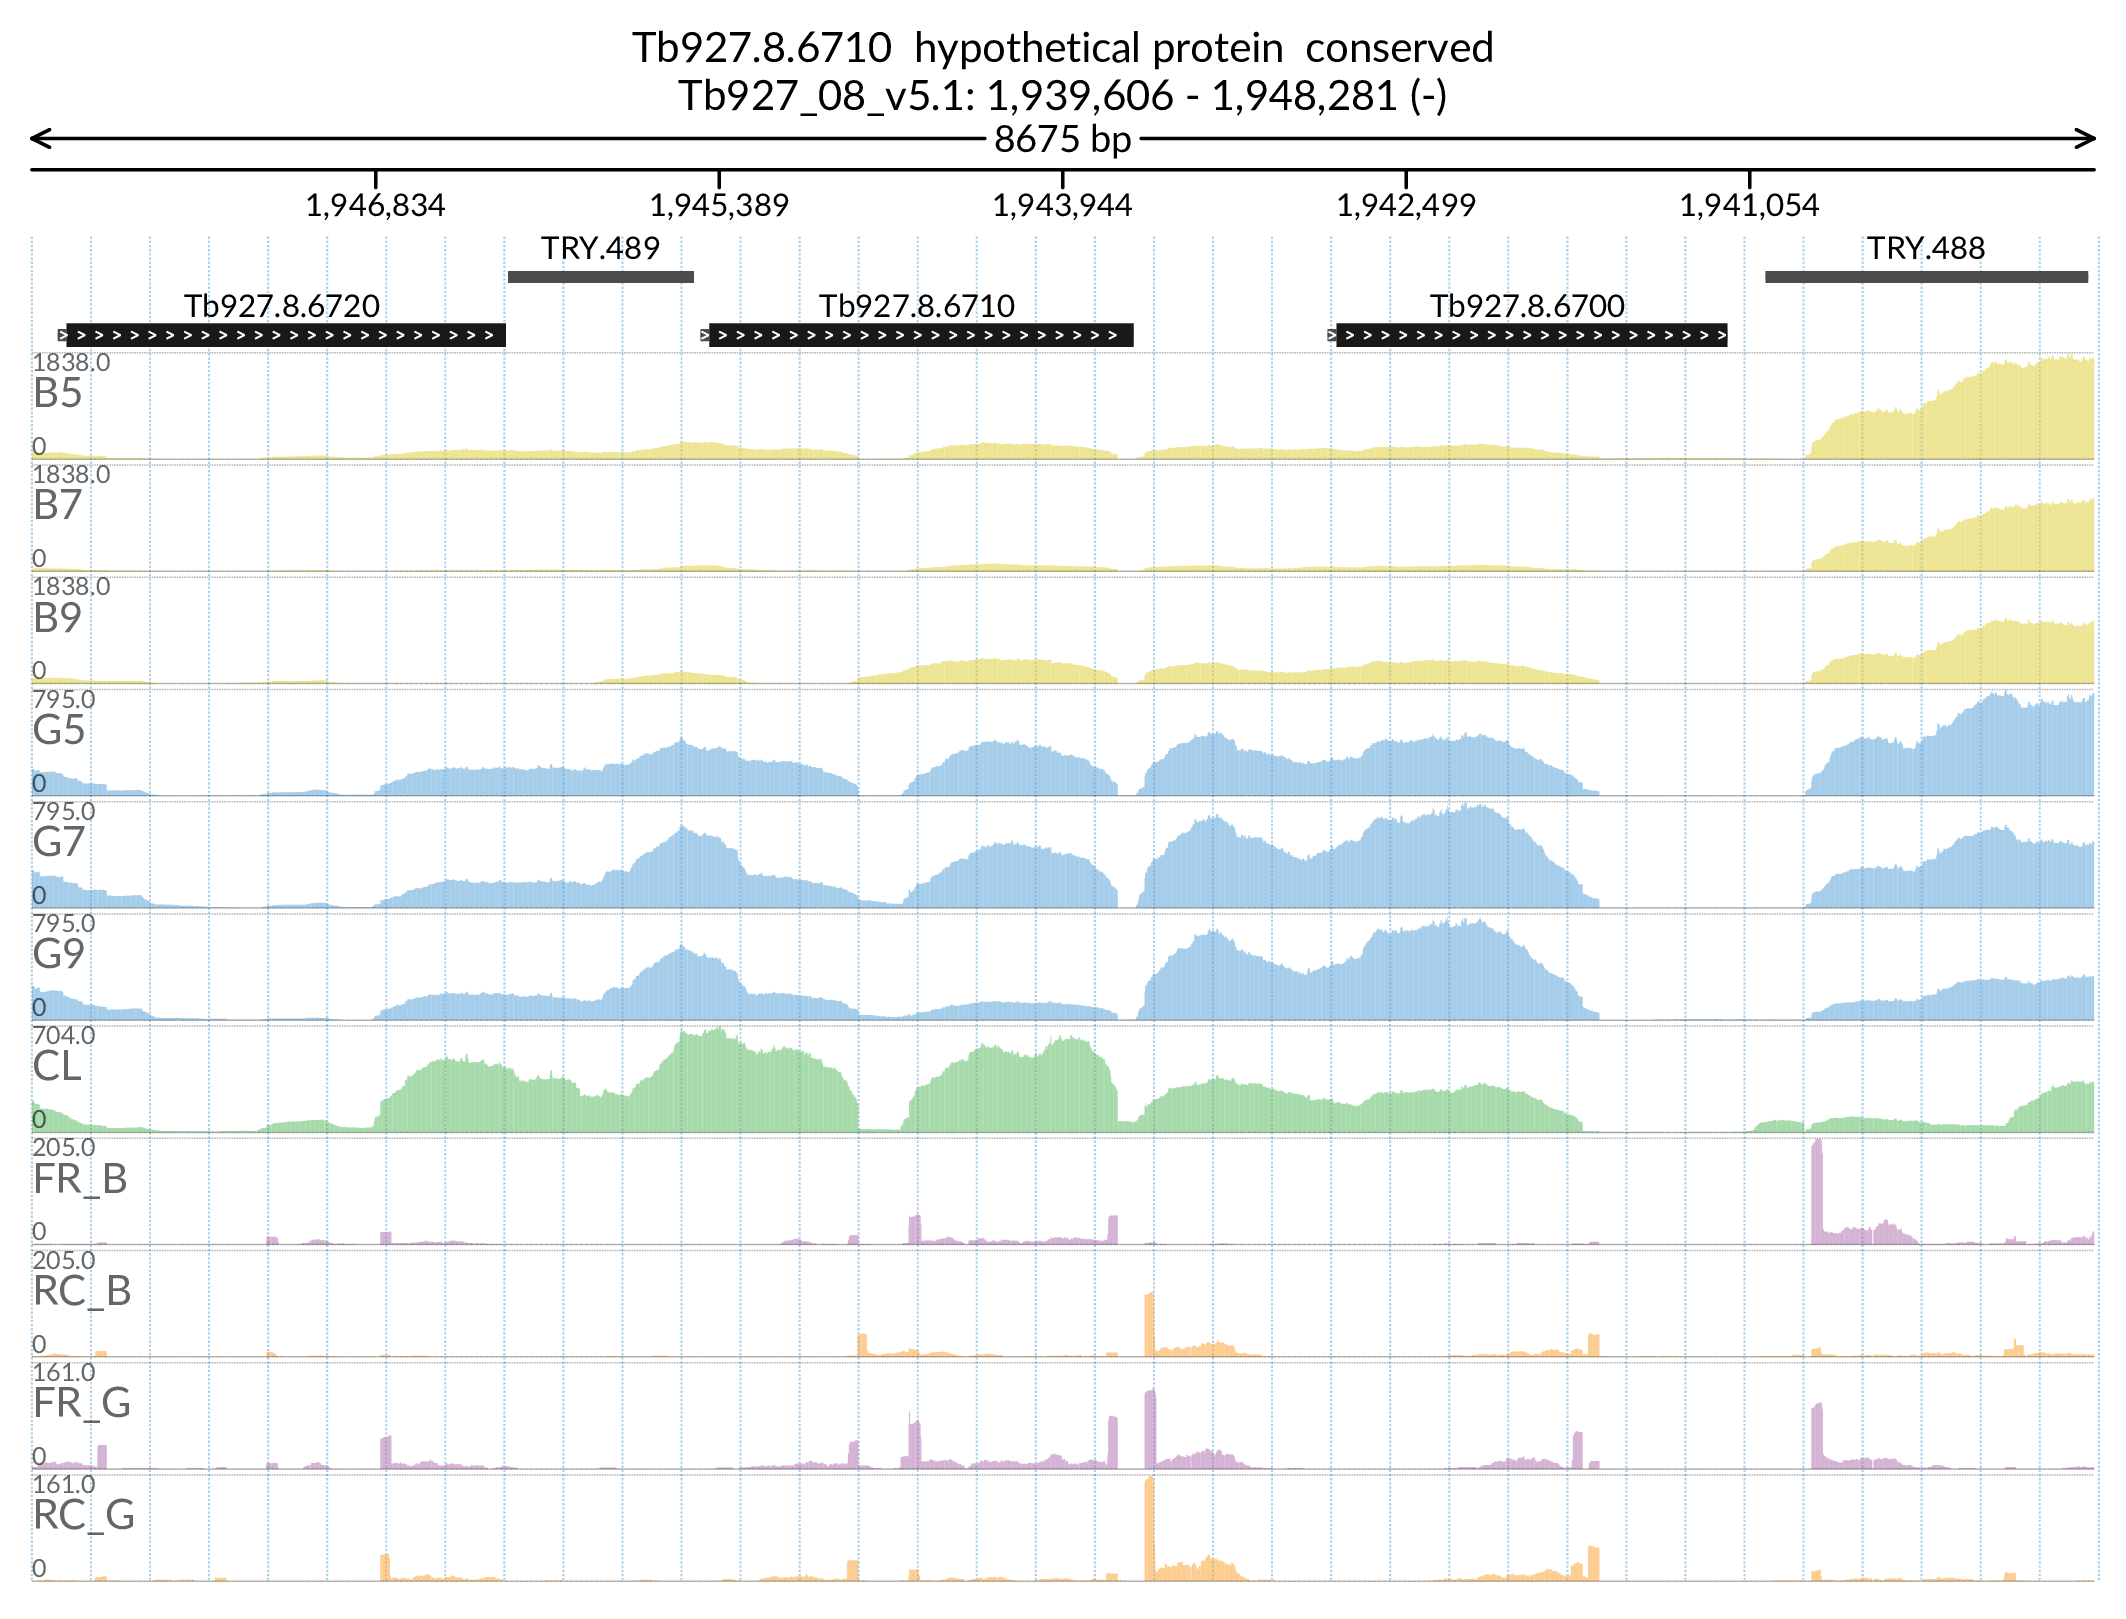 Tb927.8.6710  hypothetical protein  conserved
Tb927_08_v5.1: 1,939,606 - 1,948,281 (-)
8675 bp
1,946,834 1,945,389 1,943,944 1,942,499 1,941,054
TRY.489 TRY.488
Tb927.8.6720 Tb927.8.6710 Tb927.8.6700
1838.0
B5
0
1838.0
B7
0
1838.0
B9
0
795.0
G5
0
795.0
G7
0
795.0
G9
0
704.0
CL
0
205.0
FR_B
0
205.0
RC_B
0
161.0
FR_G
0
161.0
RC_G
0